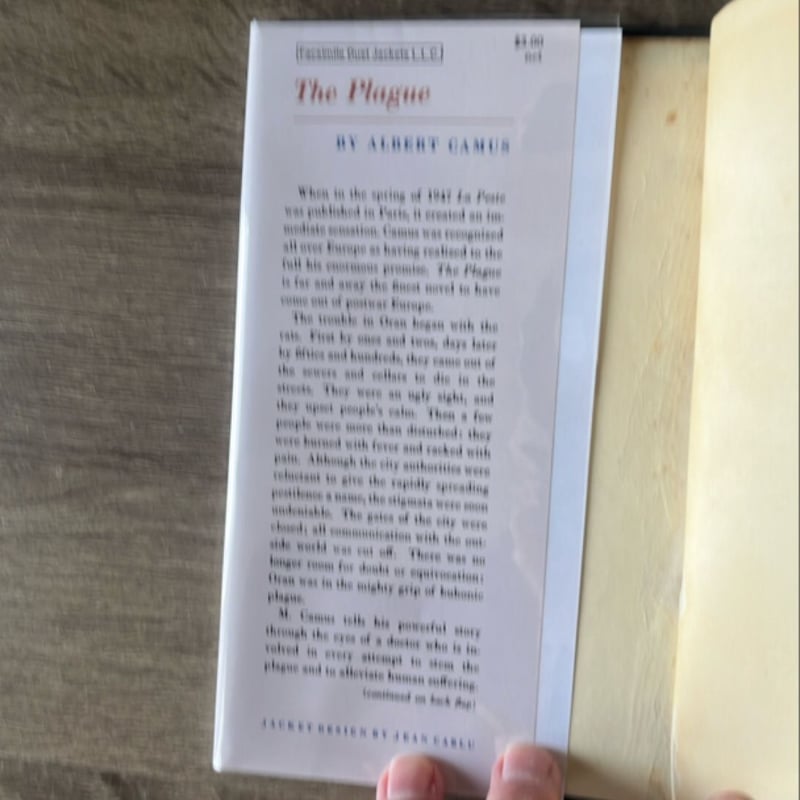 Facsimile Dust Jackets L.L.C.
$3.00
net
The Plague
BY ALBERT CAMUS
When in the spring of 1947 La Peste
was published in Paris, it created an im-
mediate sensation. Camus was recognized
all over Europe as having realized to the
full his enormous promise. The Plague
is far and away the finest novel to have
come out of postwar Europe.
The trouble in Oran began with the
rats. First by ones and twos, days later
by fifties and hundreds, they came out of
the sewers and cellars to die in the
streets. They were an ugly sight, and
they upset people's calm. Then a few
people were more than disturbed: they
were burned with fever and racked with
pain. Although the city authorities were
reluctant to give the rapidly spreading
pestilence a name, the stigmata were soon
undeniable. The gates of the city were
closed; all communication with the out-
side world was cut off. There was no
longer room for doubt or equivocation:
Oran was in the mighty grip of bubonic
plague.
M. Camus tells his powerful story
through the eyes of a doctor who is in-
volved in every attempt to stem the
plague and to alleviate human suffering.
(continued on back flap)
JACKET DESIGN BY JEAN CARLU